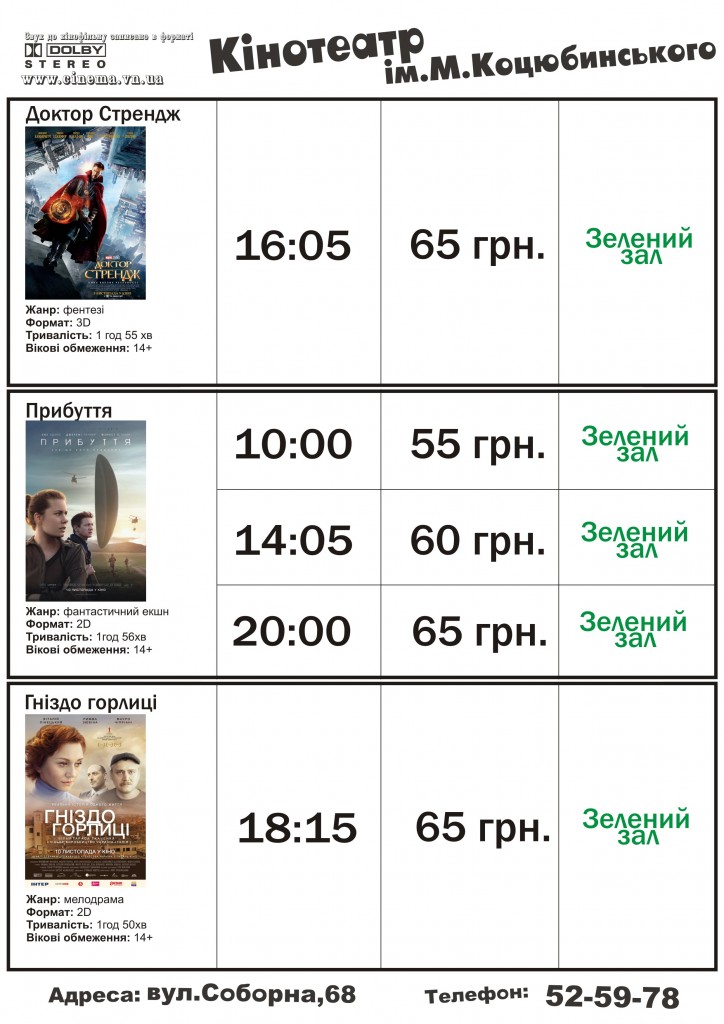 Звук до кінофільму записано в форматі
DOLBY
STEREO
www.cinema.vn.ua
Кінотеатр
ім.М.Коцюбинського
Доктор Стрендж
ДОКТОР
СТРЕНДЖ
Жанр: фентезі
Формат: 3D
Тривалість: 1 год 55 хв
Вікові обмеження: 14+
16:05
65 грн.
Зелений
зал
Прибуття
ПРИБУТТЯ
Жанр: фантастичний екшн
Формат: 2D
Тривалість: 1год 56хв
Вікові обмеження: 14+
10:00
55 грн.
Зелений
зал
14:05
60 грн.
Зелений
зал
20:00
65 грн.
Зелений
зал
Гніздо горлиці
ГНІЗДО
ГОРЛИЦІ
10 ЛИСТОПАДА У КІНО
ІНТЕР
Жанр: мелодрама
Формат: 2D
Тривалість: 1год 50хв
Вікові обмеження: 14+
18:15
65 грн.
Зелений
зал
Адреса: вул.Соборна,68
Телефон: 52-59-78